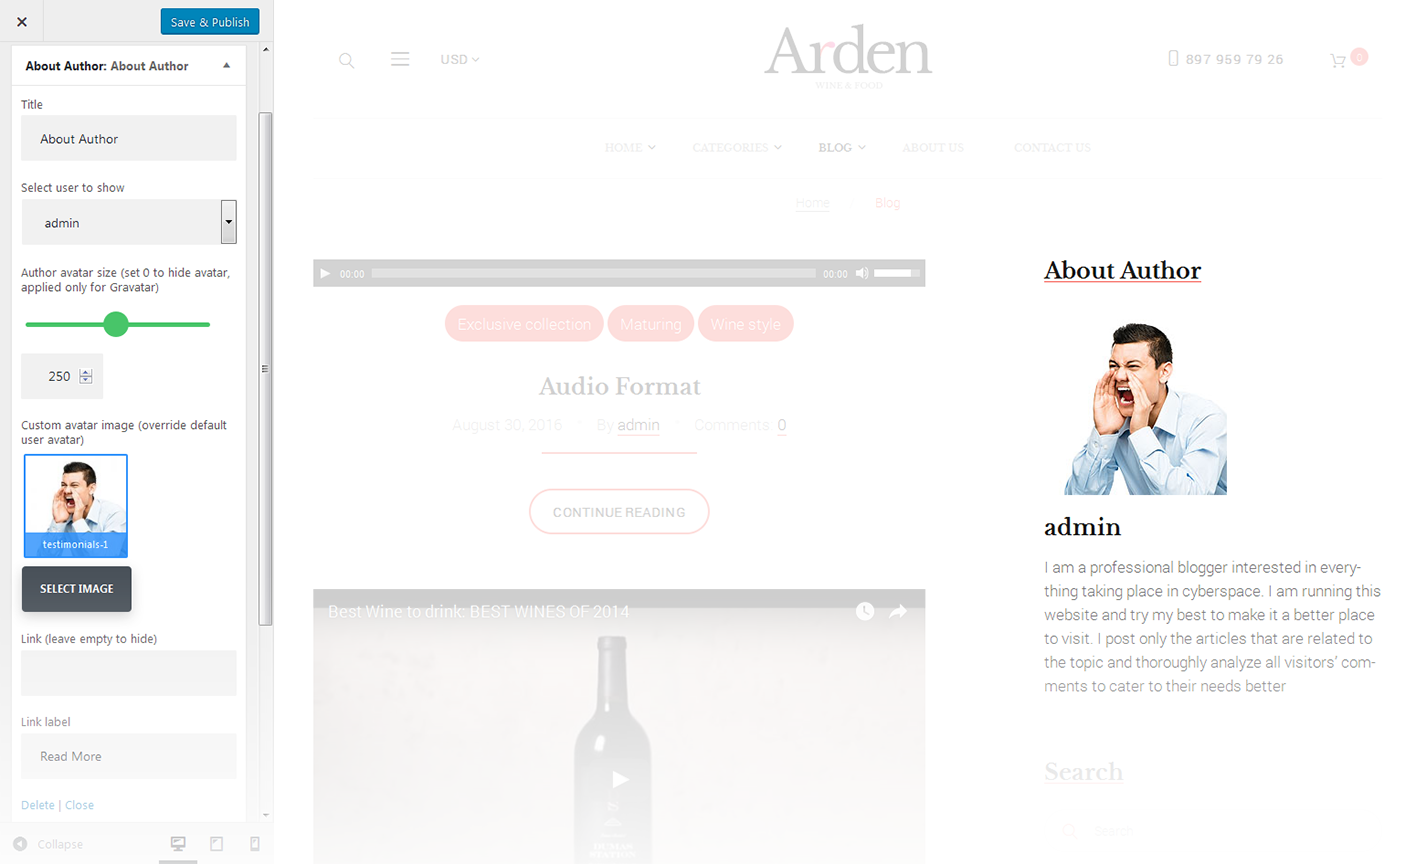 Save & Publish
About Author: About Author
Title
About Author
Select user to show
admin
Author avatar size (set 0 to hide avatar,
applied only for Gravatar)
250
Custom avatar image (override default
user avatar)
testimonials-1
SELECT IMAGE
Link (leave empty to hide)
Link label
Read More
Delete | Close
Collapse
USD
Arden
WINE & FOOD
897 959 79 26
0
HOME
CATEGORIES
BLOG
ABOUT US
CONTACT US
Home
Blog
00:00
00:00
Exclusive collection
Maturing
Wine style
Audio Format
August 30, 2016
By admin
Comments: 0
CONTINUE READING
Best Wine to drink: BEST WINES OF 2014
About Author
admin
I am a professional blogger interested in every-
thing taking place in cyberspace. I am running this
website and try my best to make it a better place
to visit. I post only the articles that are related to
the topic and thoroughly analyze all visitors’ com-
ments to cater to their needs better
Search
Search